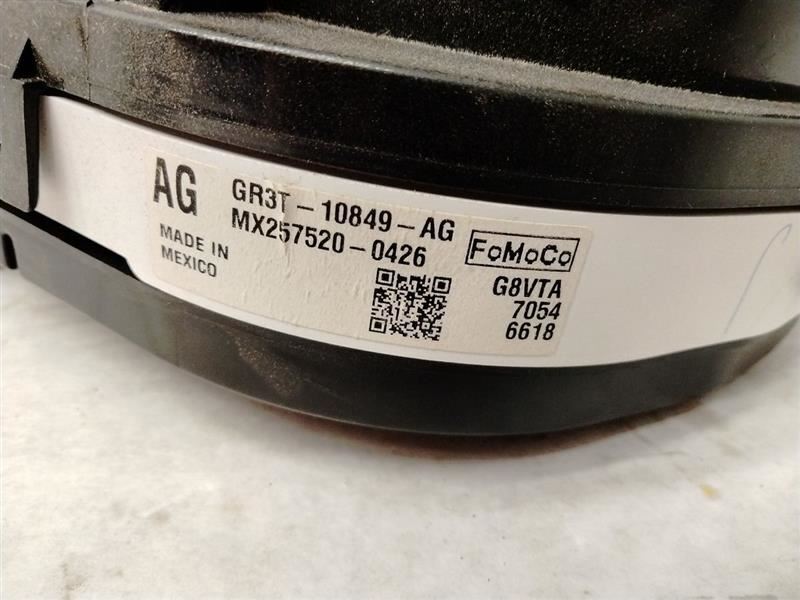 AG
GR3T-10849-AG
MX257520-0426
MADE IN
MEXICO
FoMoCo
G8VTA
7054
6618